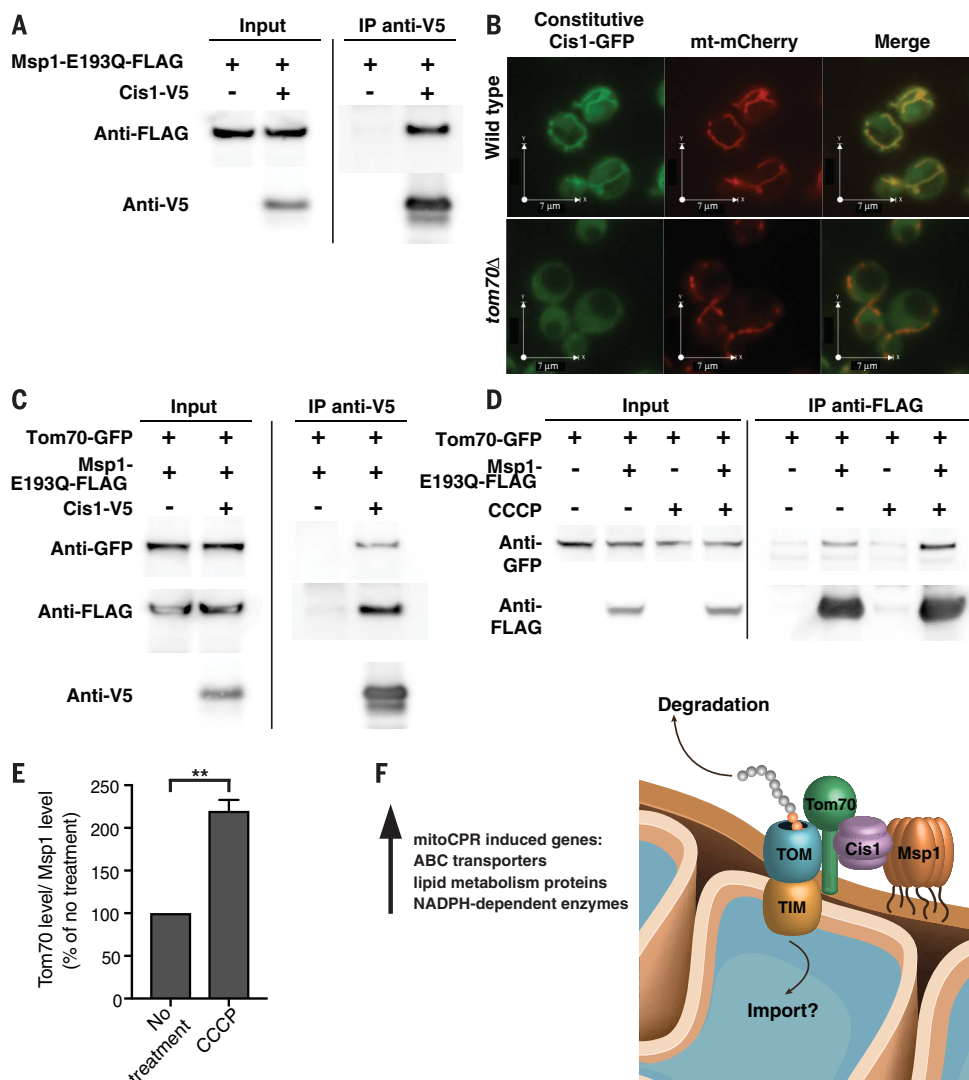 A
Input
IP anti-V5
Msp1-E193Q-FLAG + + + +
Cis1-V5 - + - +
Anti-FLAG
Anti-V5
B
Constitutive
Cis1-GFP
mt-mCherry
Merge
Wild type
Y
X
7 µm
Y
X
7 µm
Y
X
7 µm
tom70Δ
Y
X
7 µm
Y
X
7 µm
Y
X
7 µm
C
Input
IP anti-V5
Tom70-GFP + + + +
Msp1-
E193Q-FLAG + + + +
Cis1-V5 - + - +
Anti-GFP
Anti-FLAG
Anti-V5
D
Input
IP anti-FLAG
Tom70-GFP + + + + + + + +
Msp1-
E193Q-FLAG - + - + - + - +
CCCP - - + + - - + +
Anti-
GFP
Anti-
FLAG
E
Tom70 level/ Msp1 level
(% of no treatment)
250
200
150
100
50
0
**
No
treatment
CCCP
F
mitoCPR induced genes:
ABC transporters
lipid metabolism proteins
NADPH-dependent enzymes
Degradation
Tom70
TOM
Cis1
Msp1
TIM
Import?